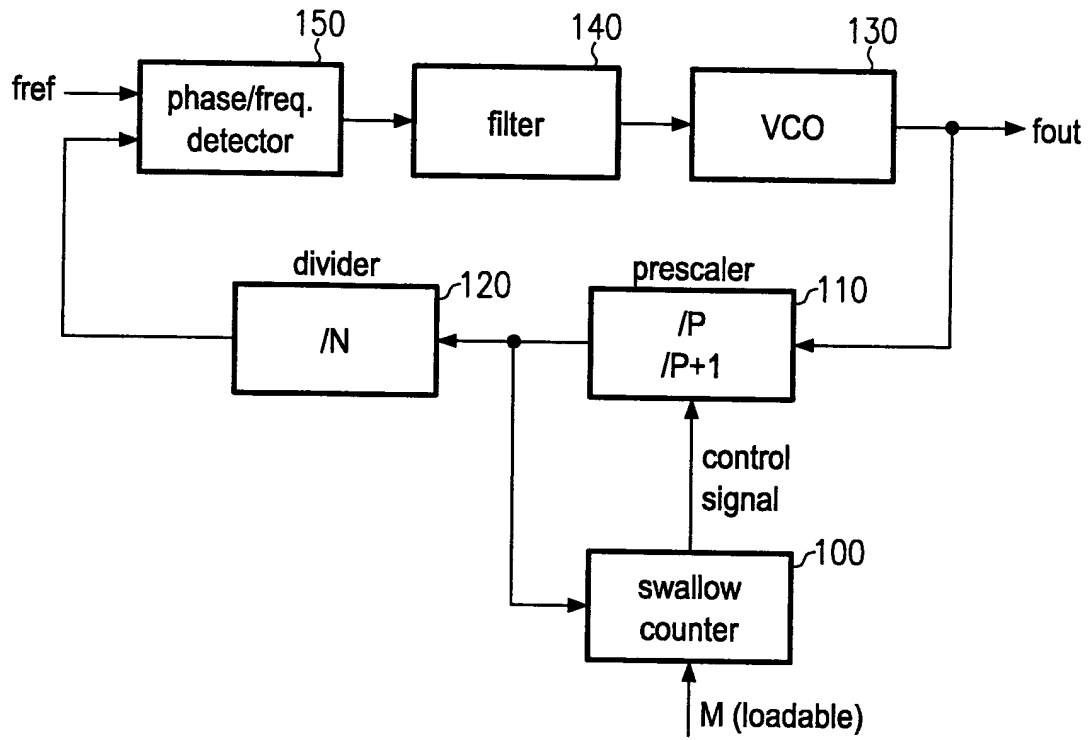 150
140
130
fref
phase/freq.
detector
filter
VCO
fout
divider
120
/N
prescaler
110
/P
/P+1
control
signal
100
swallow
counter
M (loadable)